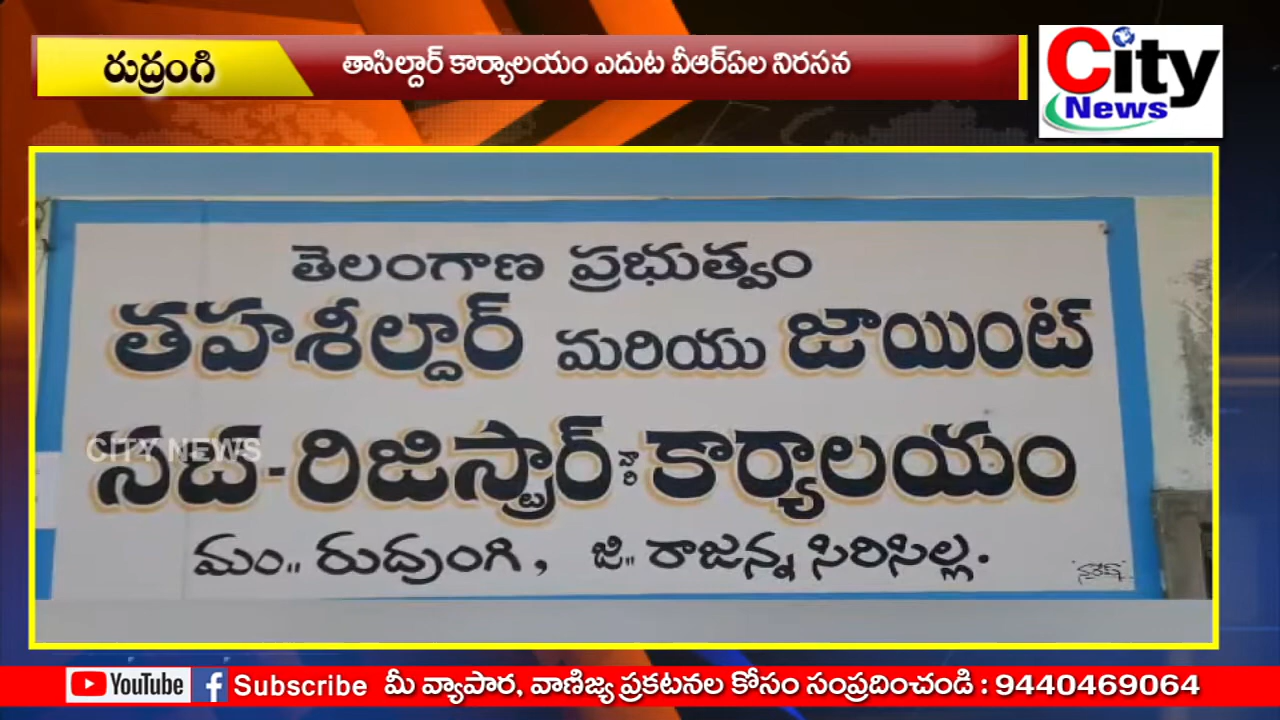 రుద్రంగి
తాసిల్దార్ కార్యాలయం ఎదుట వీఆర్ఏల నిరసన
City
News
తెలంగాణ ప్రభుత్వం
తహశీల్దార్ మరియు జాయింట్
CITY NEWS
సబ్-రిజిస్ట్రార్ కార్యాలయం
మం.. రుద్రంగి, జి.. రాజన్న సిరిసిల్ల.
YouTube f Subscribe మీ వ్యాపార, వాణిజ్య ప్రకటనల కోసం సంప్రదించండి : 9440469064